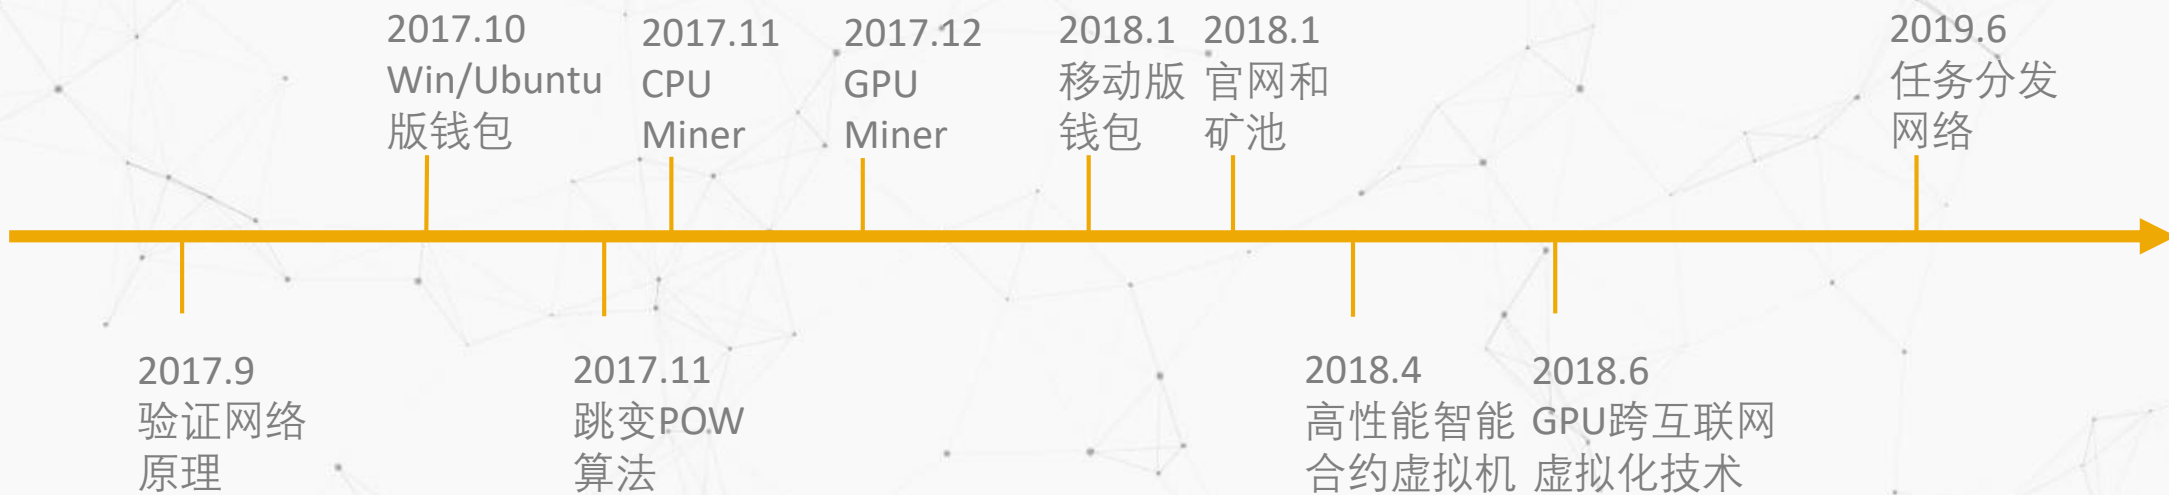 2017.10
Win/Ubuntu
版钱包
2017.11
CPU
Miner
2017.12
GPU
Miner
2018.1
移动版
钱包
2018.1
官网和
矿池
2019.6
任务分发
网络
2017.9
验证网络
原理
2017.11
跳变POW
算法
2018.4
高性能智能
合约虚拟机
2018.6
GPU跨互联网
虚拟化技术